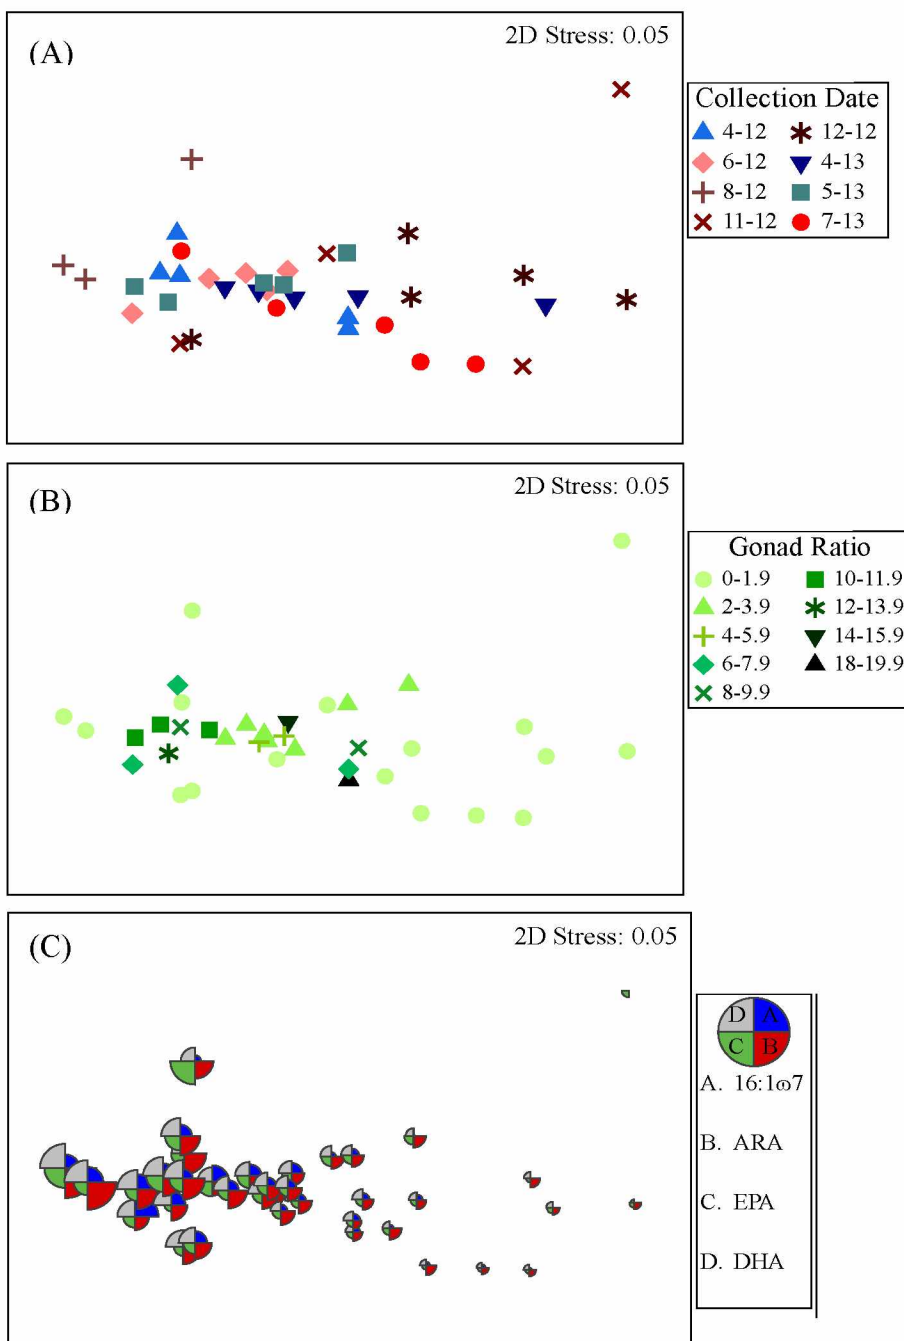 (A)
2D Stress: 0.05
Collection Date
4-12
12-12
6-12
4-13
8-12
5-13
11-12
7-13
(B)
2D Stress: 0.05
Gonad Ratio
0-1.9
10-11.9
2-3.9
12-13.9
4-5.9
14-15.9
6-7.9
18-19.9
8-9.9
(C)
2D Stress: 0.05
D A
C B
A. 16:1ω7
B. ARA
C. EPA
D. DHA